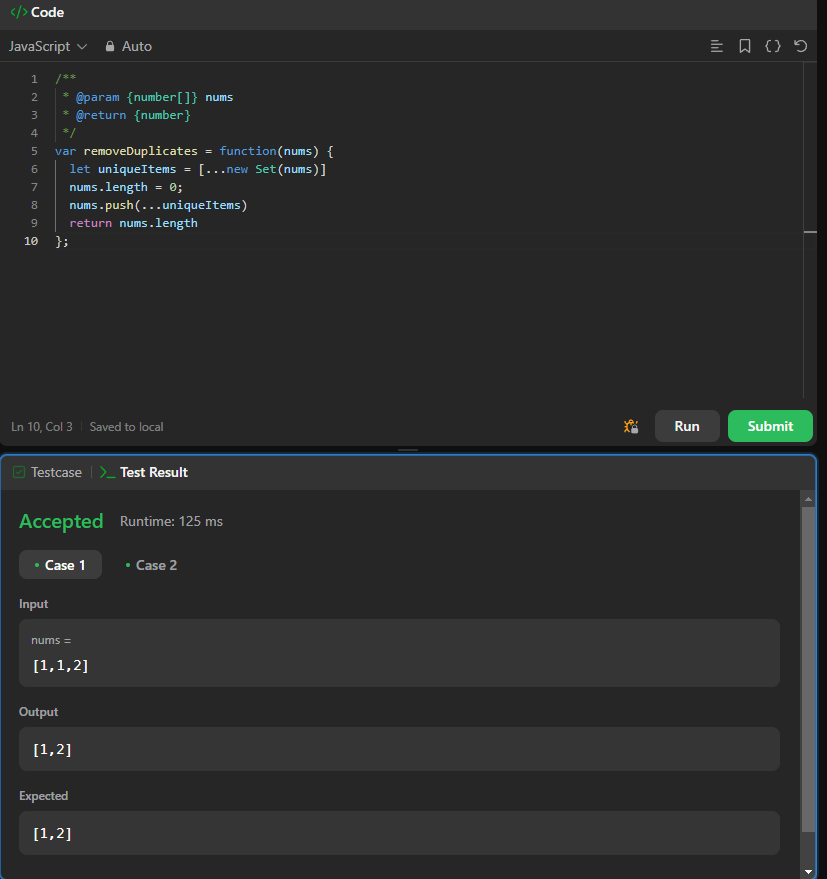 </> Code
JavaScript Auto
1 /**
2  * @param {number[]} nums
3  * @return {number}
4  */
5 var removeDuplicates = function(nums) {
6   let uniqueItems = [...new Set(nums)]
7   nums.length = 0;
8   nums.push(...uniqueItems)
9   return nums.length
10 };
Ln 10, Col 3 Saved to local
Run
Submit
Testcase | >_ Test Result
Accepted Runtime: 125 ms
• Case 1 • Case 2
Input
nums =
[1,1,2]
Output
[1,2]
Expected
[1,2]